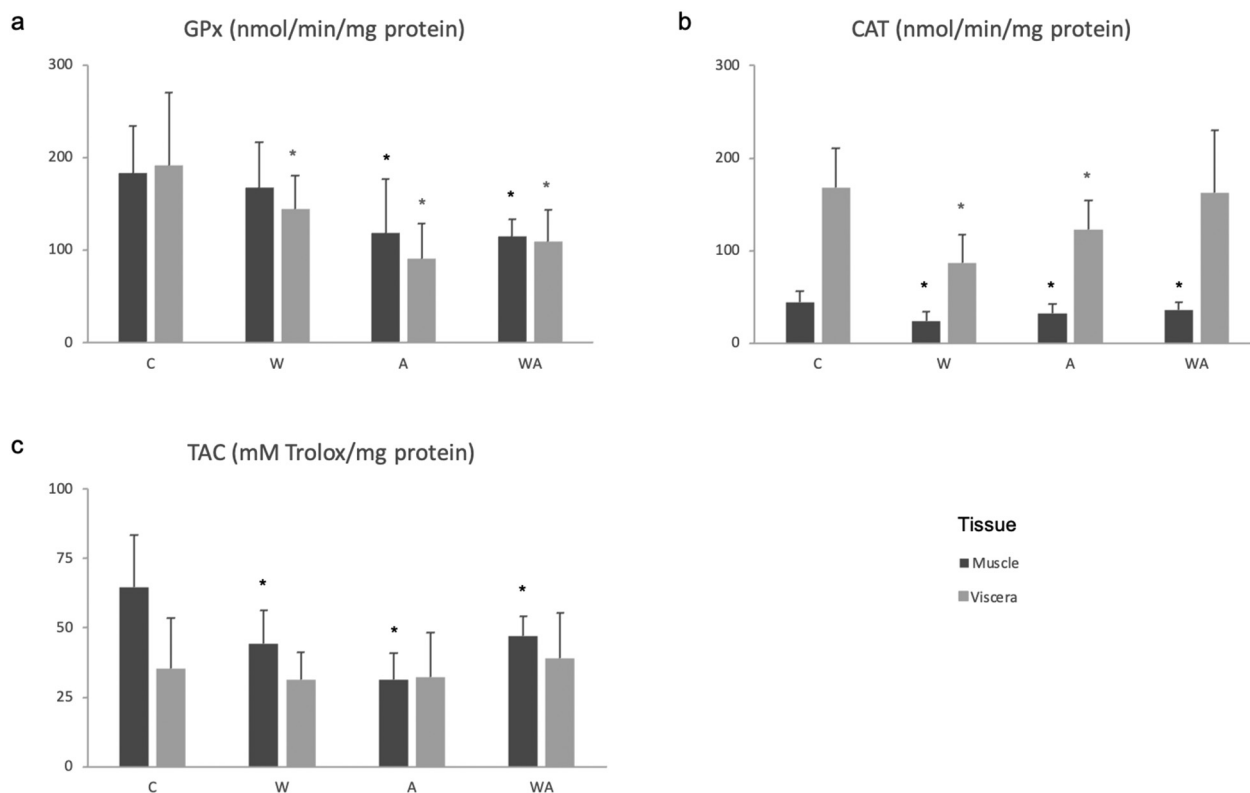 a
GPx (nmol/min/mg protein)
300
200
100
0
*
*
*
*
*
C W A WA
b
CAT (nmol/min/mg protein)
300
200
100
0
*
*
*
*
*
C W A WA
c
TAC (mM Trolox/mg protein)
100
75
50
25
0
*
*
*
C W A WA
Tissue
Muscle
Viscera